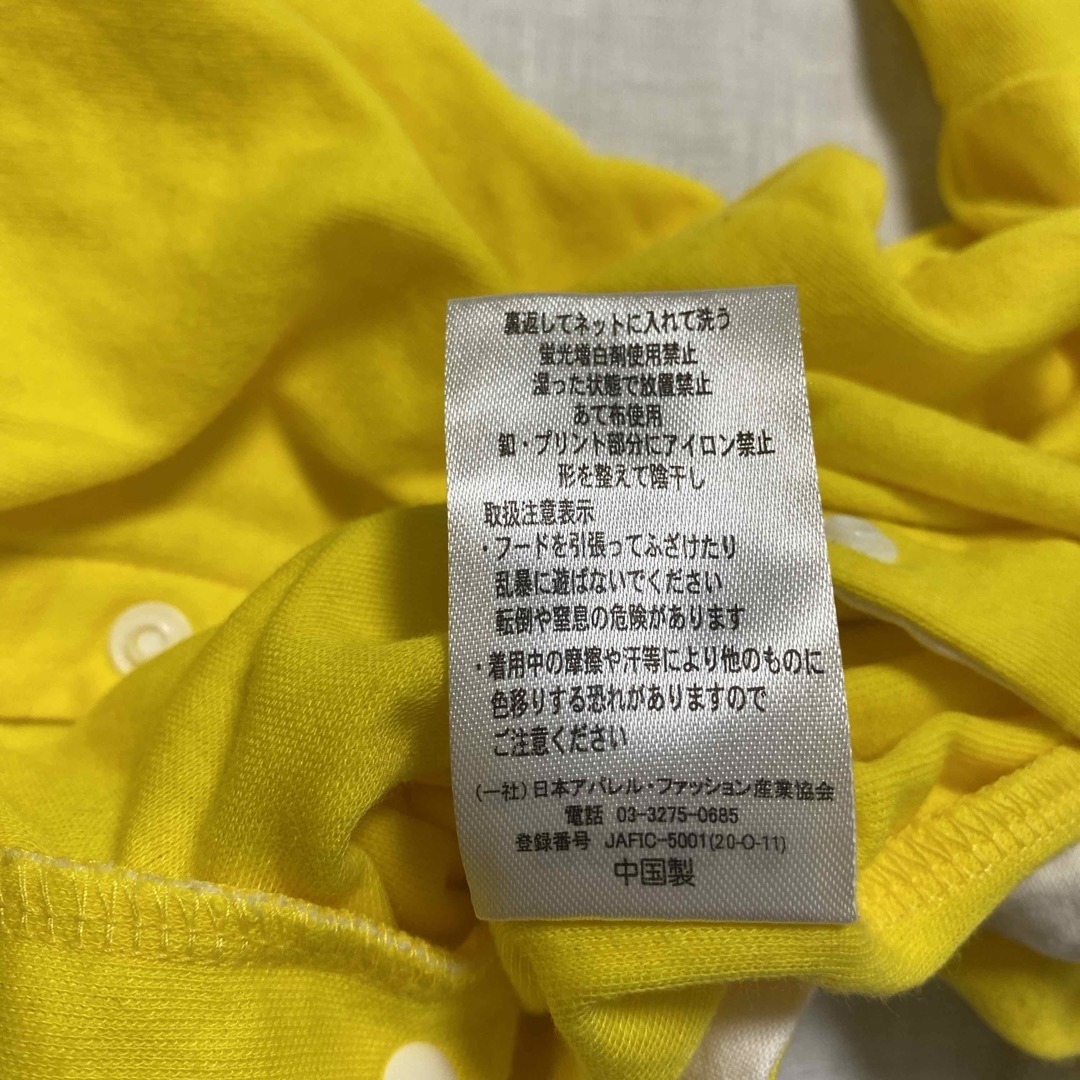 裏返してネットに入れて洗う
蛍光増白剤使用禁止
湿った状態で放置禁止
あて布使用
釦・プリント部分にアイロン禁止
形を整えて陰干し
取扱注意表示
・フードを引張ってふざけたり
乱暴に遊ばないでください
転倒や窒息の危険があります
・着用中の摩擦や汗等により他のものに
色移りする恐れがありますので
ご注意ください
(一社)日本アパレル・ファッション産業協会
電話 03-3275-0685
登録番号 JAFIC-5001(20-O-11)
中国製